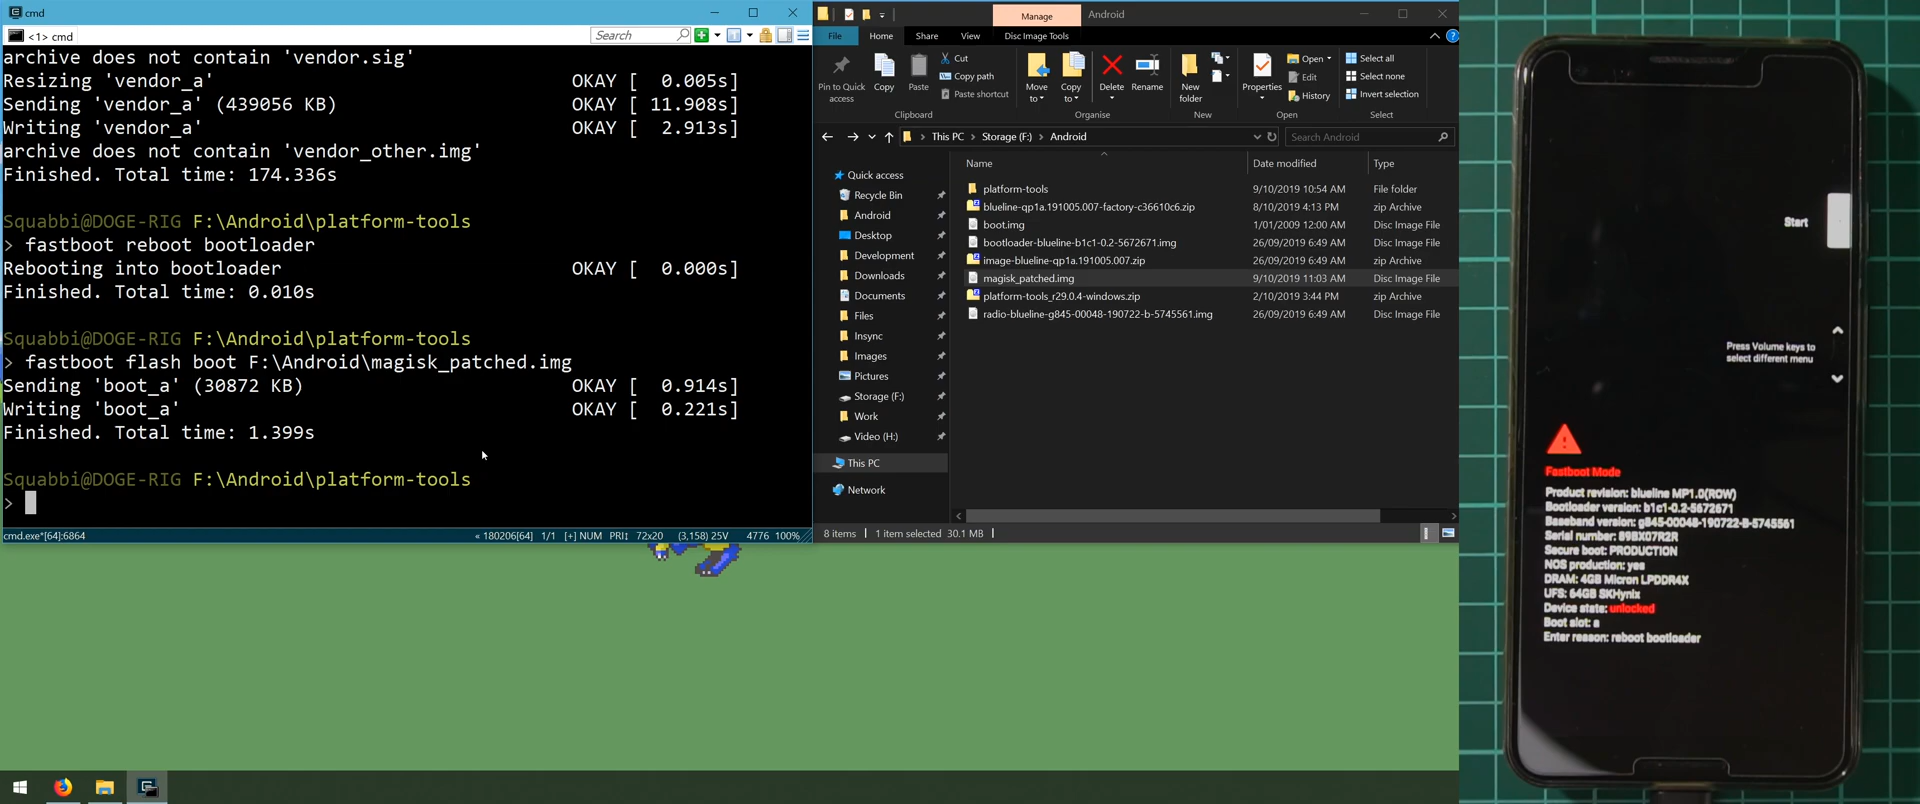 cmd
<1> cmd
Search
archive does not contain 'vendor.sig'
Resizing 'vendor_a' OKAY [ 0.005s]
Sending 'vendor_a' (439056 KB) OKAY [ 11.908s]
Writing 'vendor_a' OKAY [ 2.913s]
archive does not contain 'vendor_other.img'
Finished. Total time: 174.336s
Squabbi@DOGE-RIG F:\Android\platform-tools
> fastboot reboot bootloader
Rebooting into bootloader OKAY [ 0.000s]
Finished. Total time: 0.010s
Squabbi@DOGE-RIG F:\Android\platform-tools
> fastboot flash boot F:\Android\magisk_patched.img
Sending 'boot_a' (30872 KB) OKAY [ 0.914s]
Writing 'boot_a' OKAY [ 0.221s]
Finished. Total time: 1.399s
Squabbi@DOGE-RIG F:\Android\platform-tools
>
cmd.exe*[64]:6864 « 180206[64] 1/1 [+] NUM PRI↕ 72x20 (3,158) 25V 4776 100%
Manage Android
File Home Share View Disc Image Tools
Pin to Quick access
Copy
Paste
Cut
Copy path
Paste shortcut
Clipboard
Move to
Copy to
Delete
Rename
Organise
New folder
New
Properties
Open
Edit
History
Open
Select all
Select none
Invert selection
Select
This PC > Storage (F:) > Android
Search Android
Quick access
Recycle Bin
Android
Desktop
Development
Downloads
Documents
Files
Insync
Images
Pictures
Storage (F:)
Work
Video (H:)
This PC
Network
Name Date modified Type
platform-tools 9/10/2019 10:54 AM File folder
blueline-qp1a.191005.007-factory-c36610c6.zip 8/10/2019 4:13 PM zip Archive
boot.img 1/01/2009 12:00 AM Disc Image File
bootloader-blueline-b1c1-0.2-5672671.img 26/09/2019 6:49 AM Disc Image File
image-blueline-qp1a.191005.007.zip 26/09/2019 6:49 AM zip Archive
magisk_patched.img 9/10/2019 11:03 AM Disc Image File
platform-tools_r29.0.4-windows.zip 2/10/2019 3:44 PM zip Archive
radio-blueline-g845-00048-190722-b-5745561.img 26/09/2019 6:49 AM Disc Image File
8 items 1 item selected 30.1 MB
Start
Press Volume keys to
select different menu
Fastboot Mode
Product revision: blueline MP1.0(ROW)
Bootloader version: b1c1-0.2-5672671
Baseband version: g845-00048-190722-B-5745561
Serial number: 89BX07R2R
Secure boot: PRODUCTION
NOS production: yes
DRAM: 4GB Micron LPDDR4X
UFS: 64GB SKHynix
Device state: unlocked
Boot slot: a
Enter reason: reboot bootloader